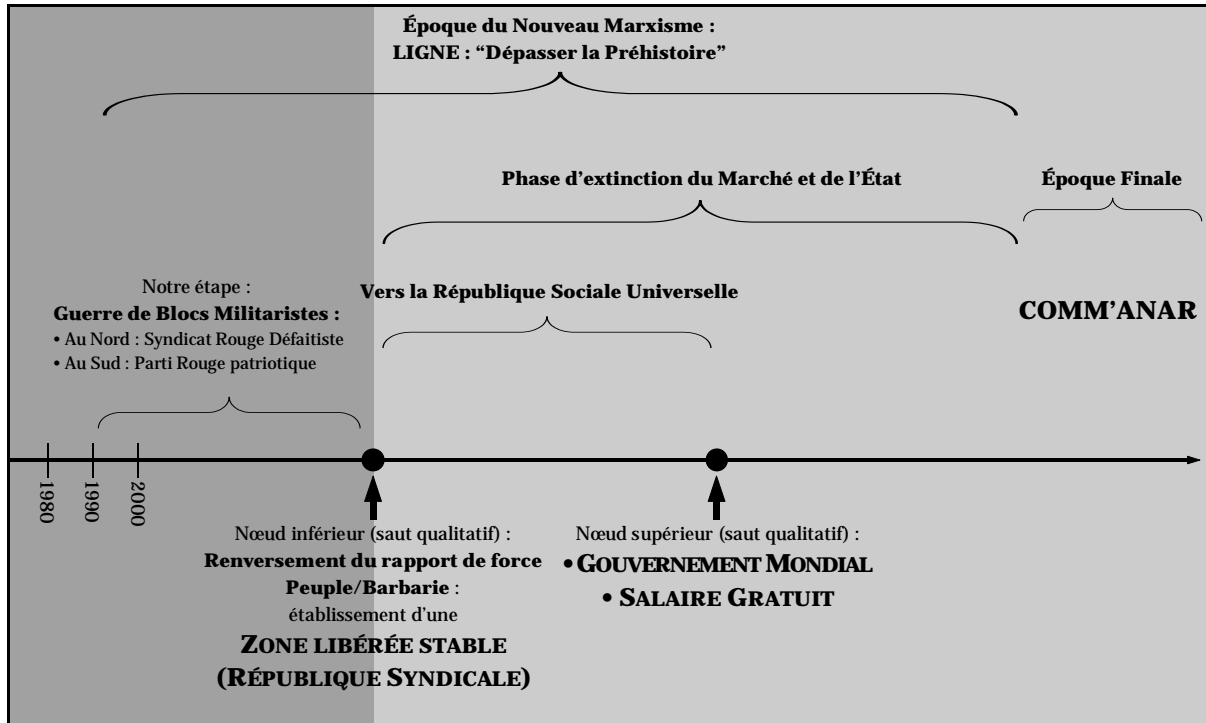 Époque du Nouveau Marxisme :
LIGNE : “Dépasser la Préhistoire”
Phase d’extinction du Marché et de l’État
Époque Finale
Notre étape :
Guerre de Blocs Militaristes :
• Au Nord : Syndicat Rouge Défaitiste
• Au Sud : Parti Rouge patriotique
Vers la République Sociale Universelle
COMM’ANAR
1980
1990
2000
Nœud inférieur (saut qualitatif) :
Renversement du rapport de force
Peuple/Barbarie :
établissement d’une
ZONE LIBÉRÉE STABLE
(RÉPUBLIQUE SYNDICALE)
Nœud supérieur (saut qualitatif) :
• GOUVERNEMENT MONDIAL
• SALAIRE GRATUIT